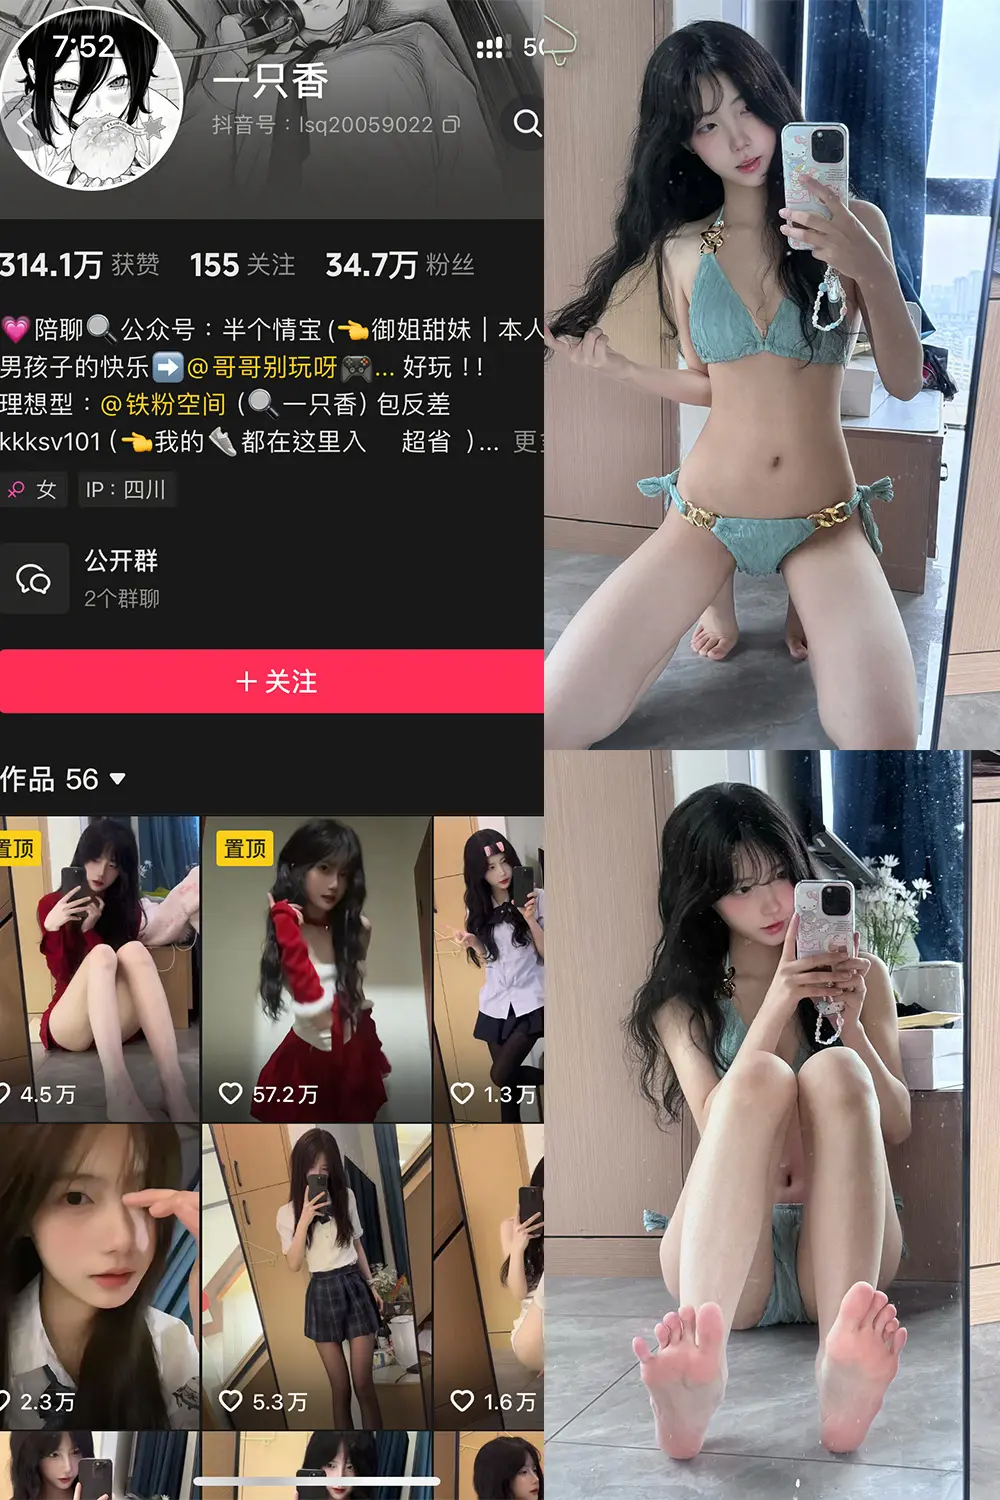 7:52
一只香
抖音号：lsq20059022
314.1万 获赞 155 关注 34.7万 粉丝
💗陪聊🔍公众号：半个情宝(👈御姐甜妹｜本人
男孩子的快乐➡️@哥哥别玩呀🎮... 好玩 !!
理想型：@铁粉空间 (🔍一只香) 包反差
kkksv101 (👈我的👟都在这里入 超省 )... 更
女 IP：四川
公开群
2个群聊
＋关注
作品 56
置顶
置顶
4.5万
57.2万
1.3万
2.3万
5.3万
1.6万